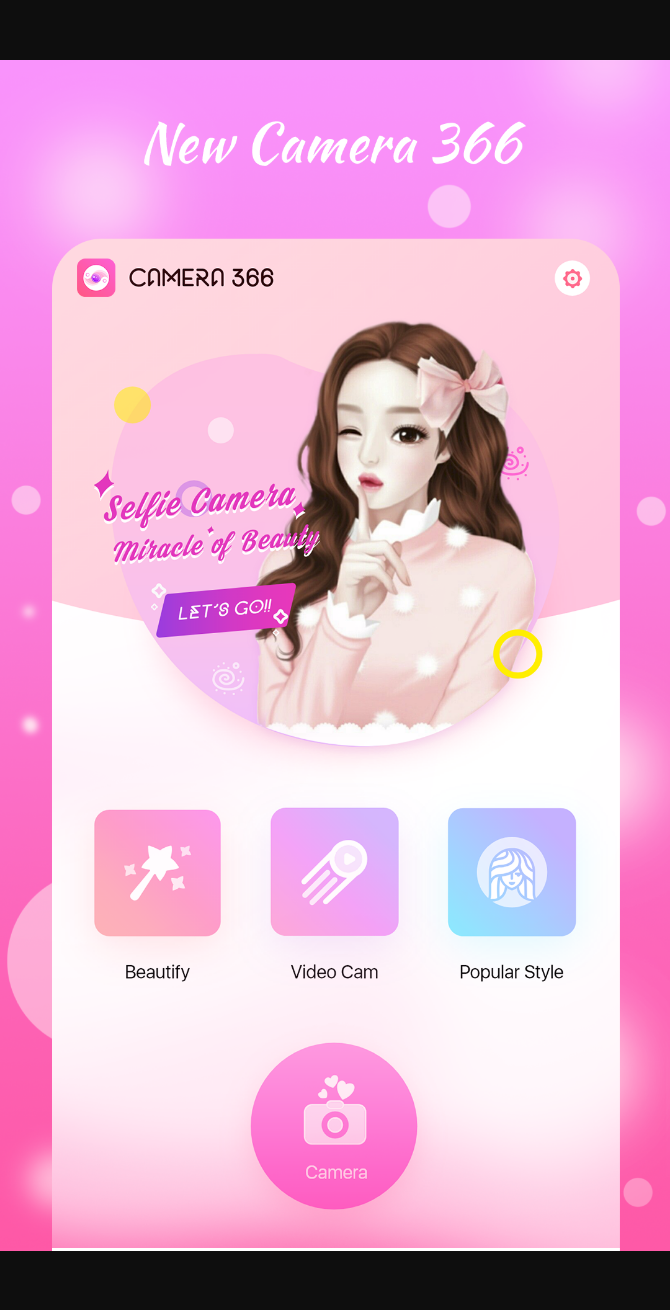 New Camera 366
CAMERA 366
Selfie Camera
Miracle of Beauty
LET'S GO!!
Beautify
Video Cam
Popular Style
Camera